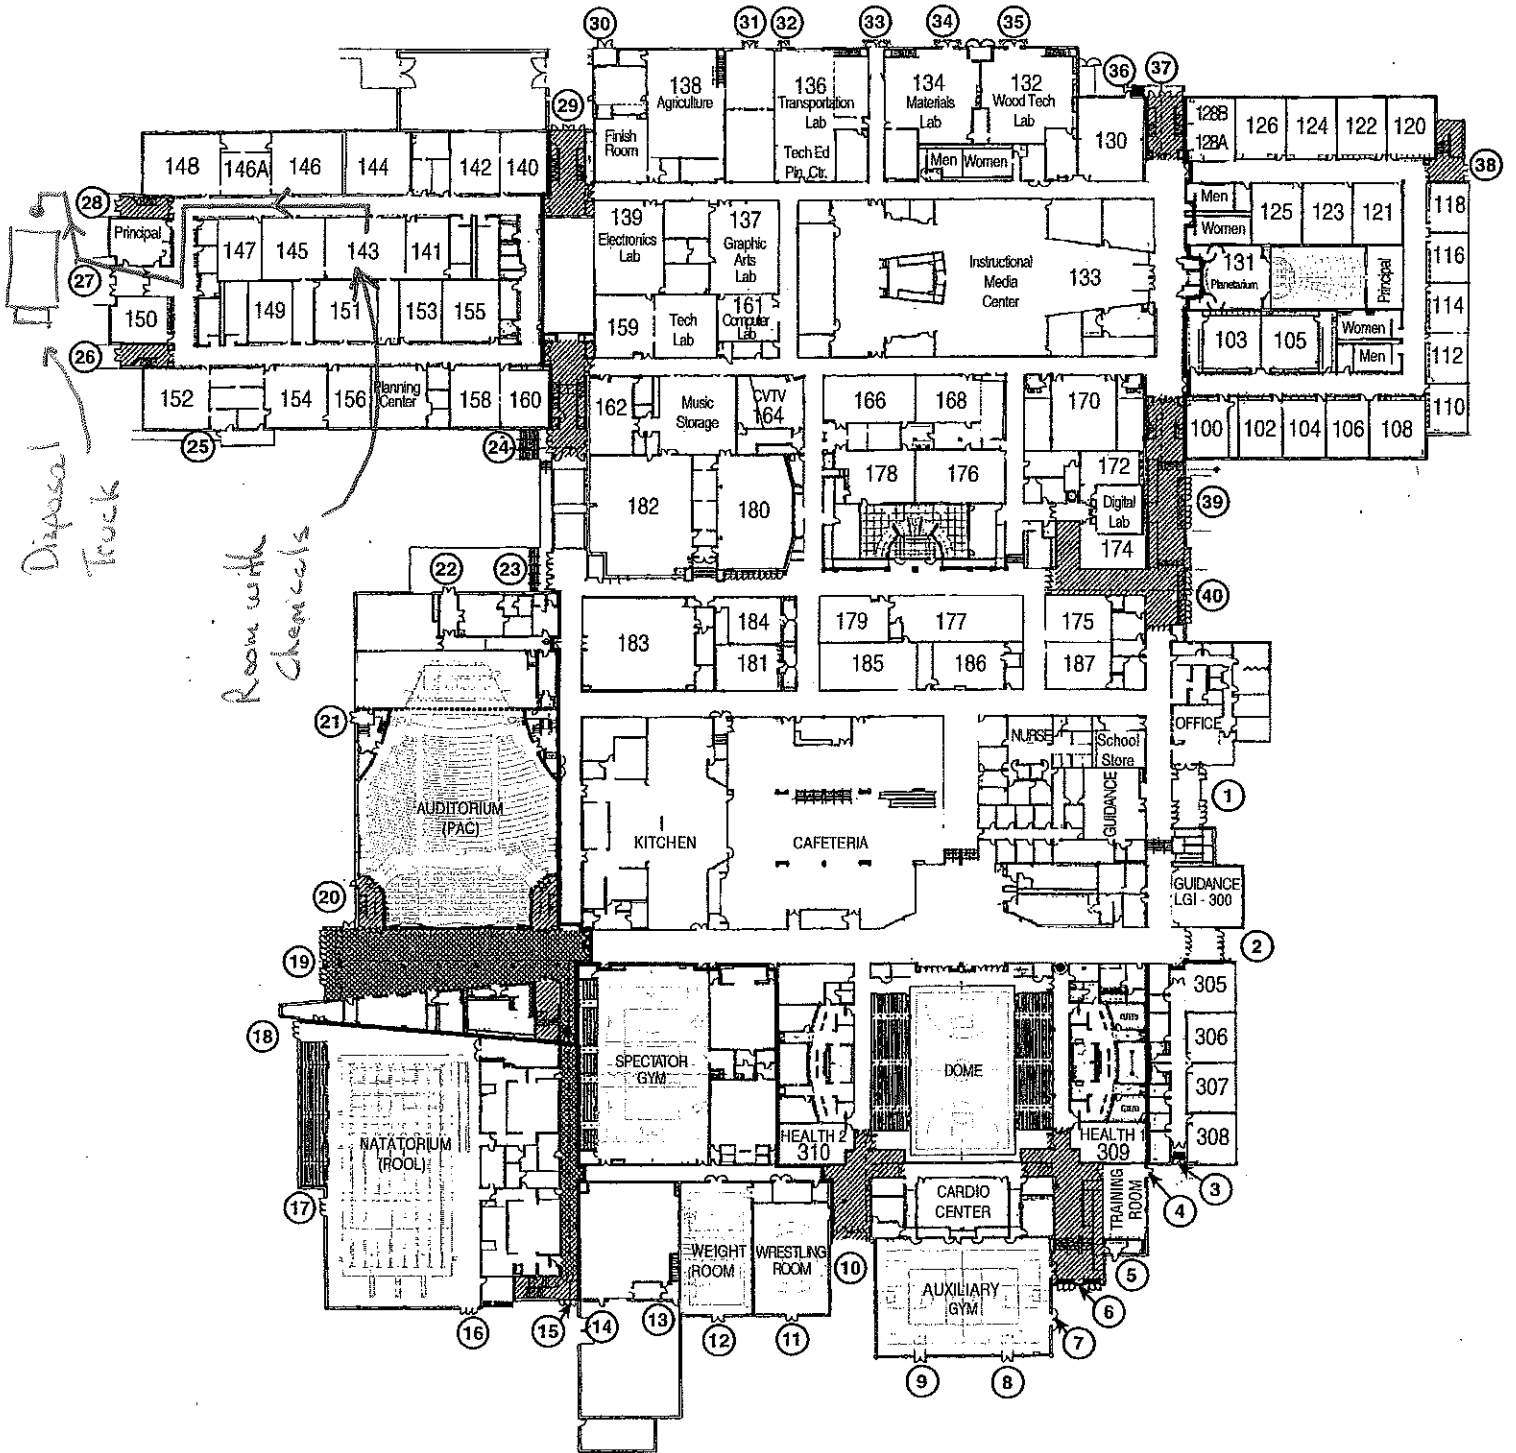 30
31
32
33
34
35
36
37
29
138
Agriculture
136
Transportation
Lab
134
Materials
Lab
132
Wood Tech
Lab
130
128B
128A
126
124
122
120
Finish
Room
Tech Ed
Pln. Ctr.
Men
Women
38
148
146A
146
144
142
140
28
Principal
147
145
143
141
27
150
149
151
153
155
26
152
154
156
Planning
Center
158
160
25
24
139
Electronics
Lab
137
Graphic
Arts
Lab
159
Tech
Lab
161
Computer
Lab
Instructional
Media
Center
133
Men
Women
125
123
121
118
131
Planetarium
Principal
116
114
103
105
Women
Men
112
110
100
102
104
106
108
162
Music
Storage
CVTV
164
166
168
170
172
Digital
Lab
174
178
176
182
180
39
40
Disposal
Truck
Room with
Chemicals
22
23
183
184
181
179
177
175
185
186
187
21
OFFICE
NURSE
School
Store
GUIDANCE
1
AUDITORIUM
(PAC)
KITCHEN
CAFETERIA
20
GUIDANCE
LGI - 300
2
19
18
305
306
307
308
SPECTATOR
GYM
DOME
NATATORIUM
(POOL)
HEALTH 2
310
HEALTH 1
309
17
3
4
TRAINING
ROOM
CARDIO
CENTER
WEIGHT
ROOM
WRESTLING
ROOM
10
5
AUXILIARY
GYM
6
7
16
15
14
13
12
11
9
8